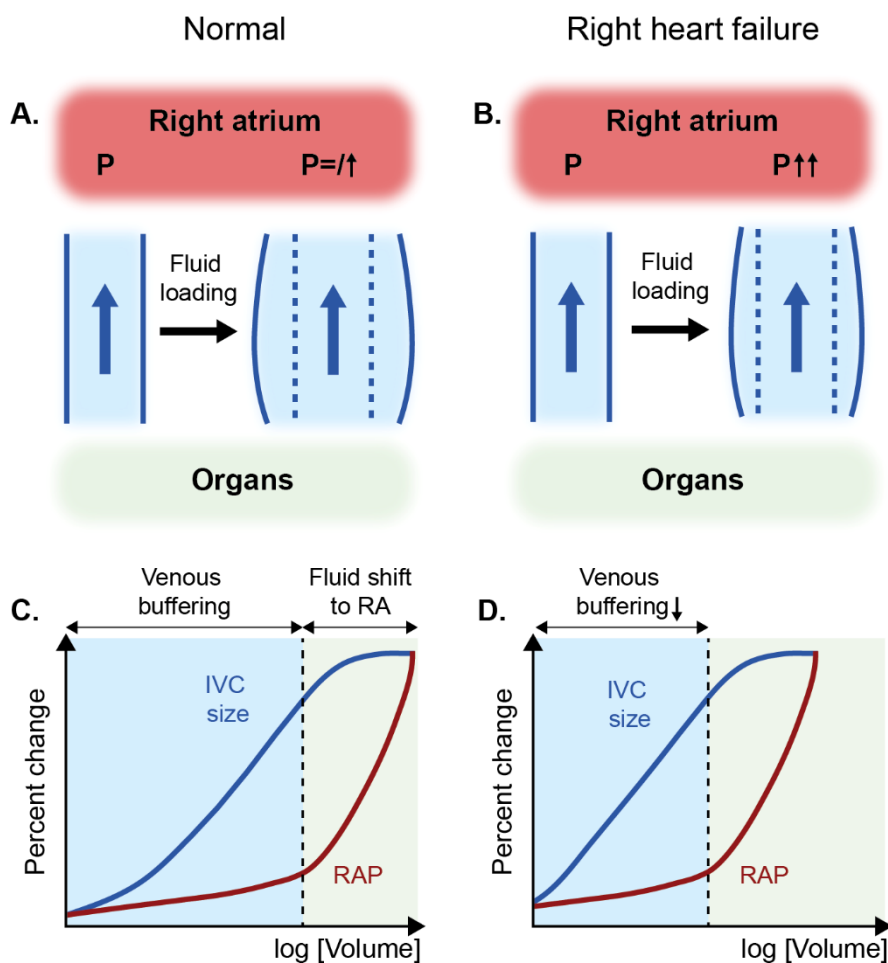 Normal
Right heart failure
A.
Right atrium
P P=/↑
Fluid
loading
Organs
B.
Right atrium
P P↑↑
Fluid
loading
Organs
C.
Venous
buffering
Fluid shift
to RA
Percent change
IVC
size
RAP
log [Volume]
D.
Venous
buffering↓
Percent change
IVC
size
RAP
log [Volume]